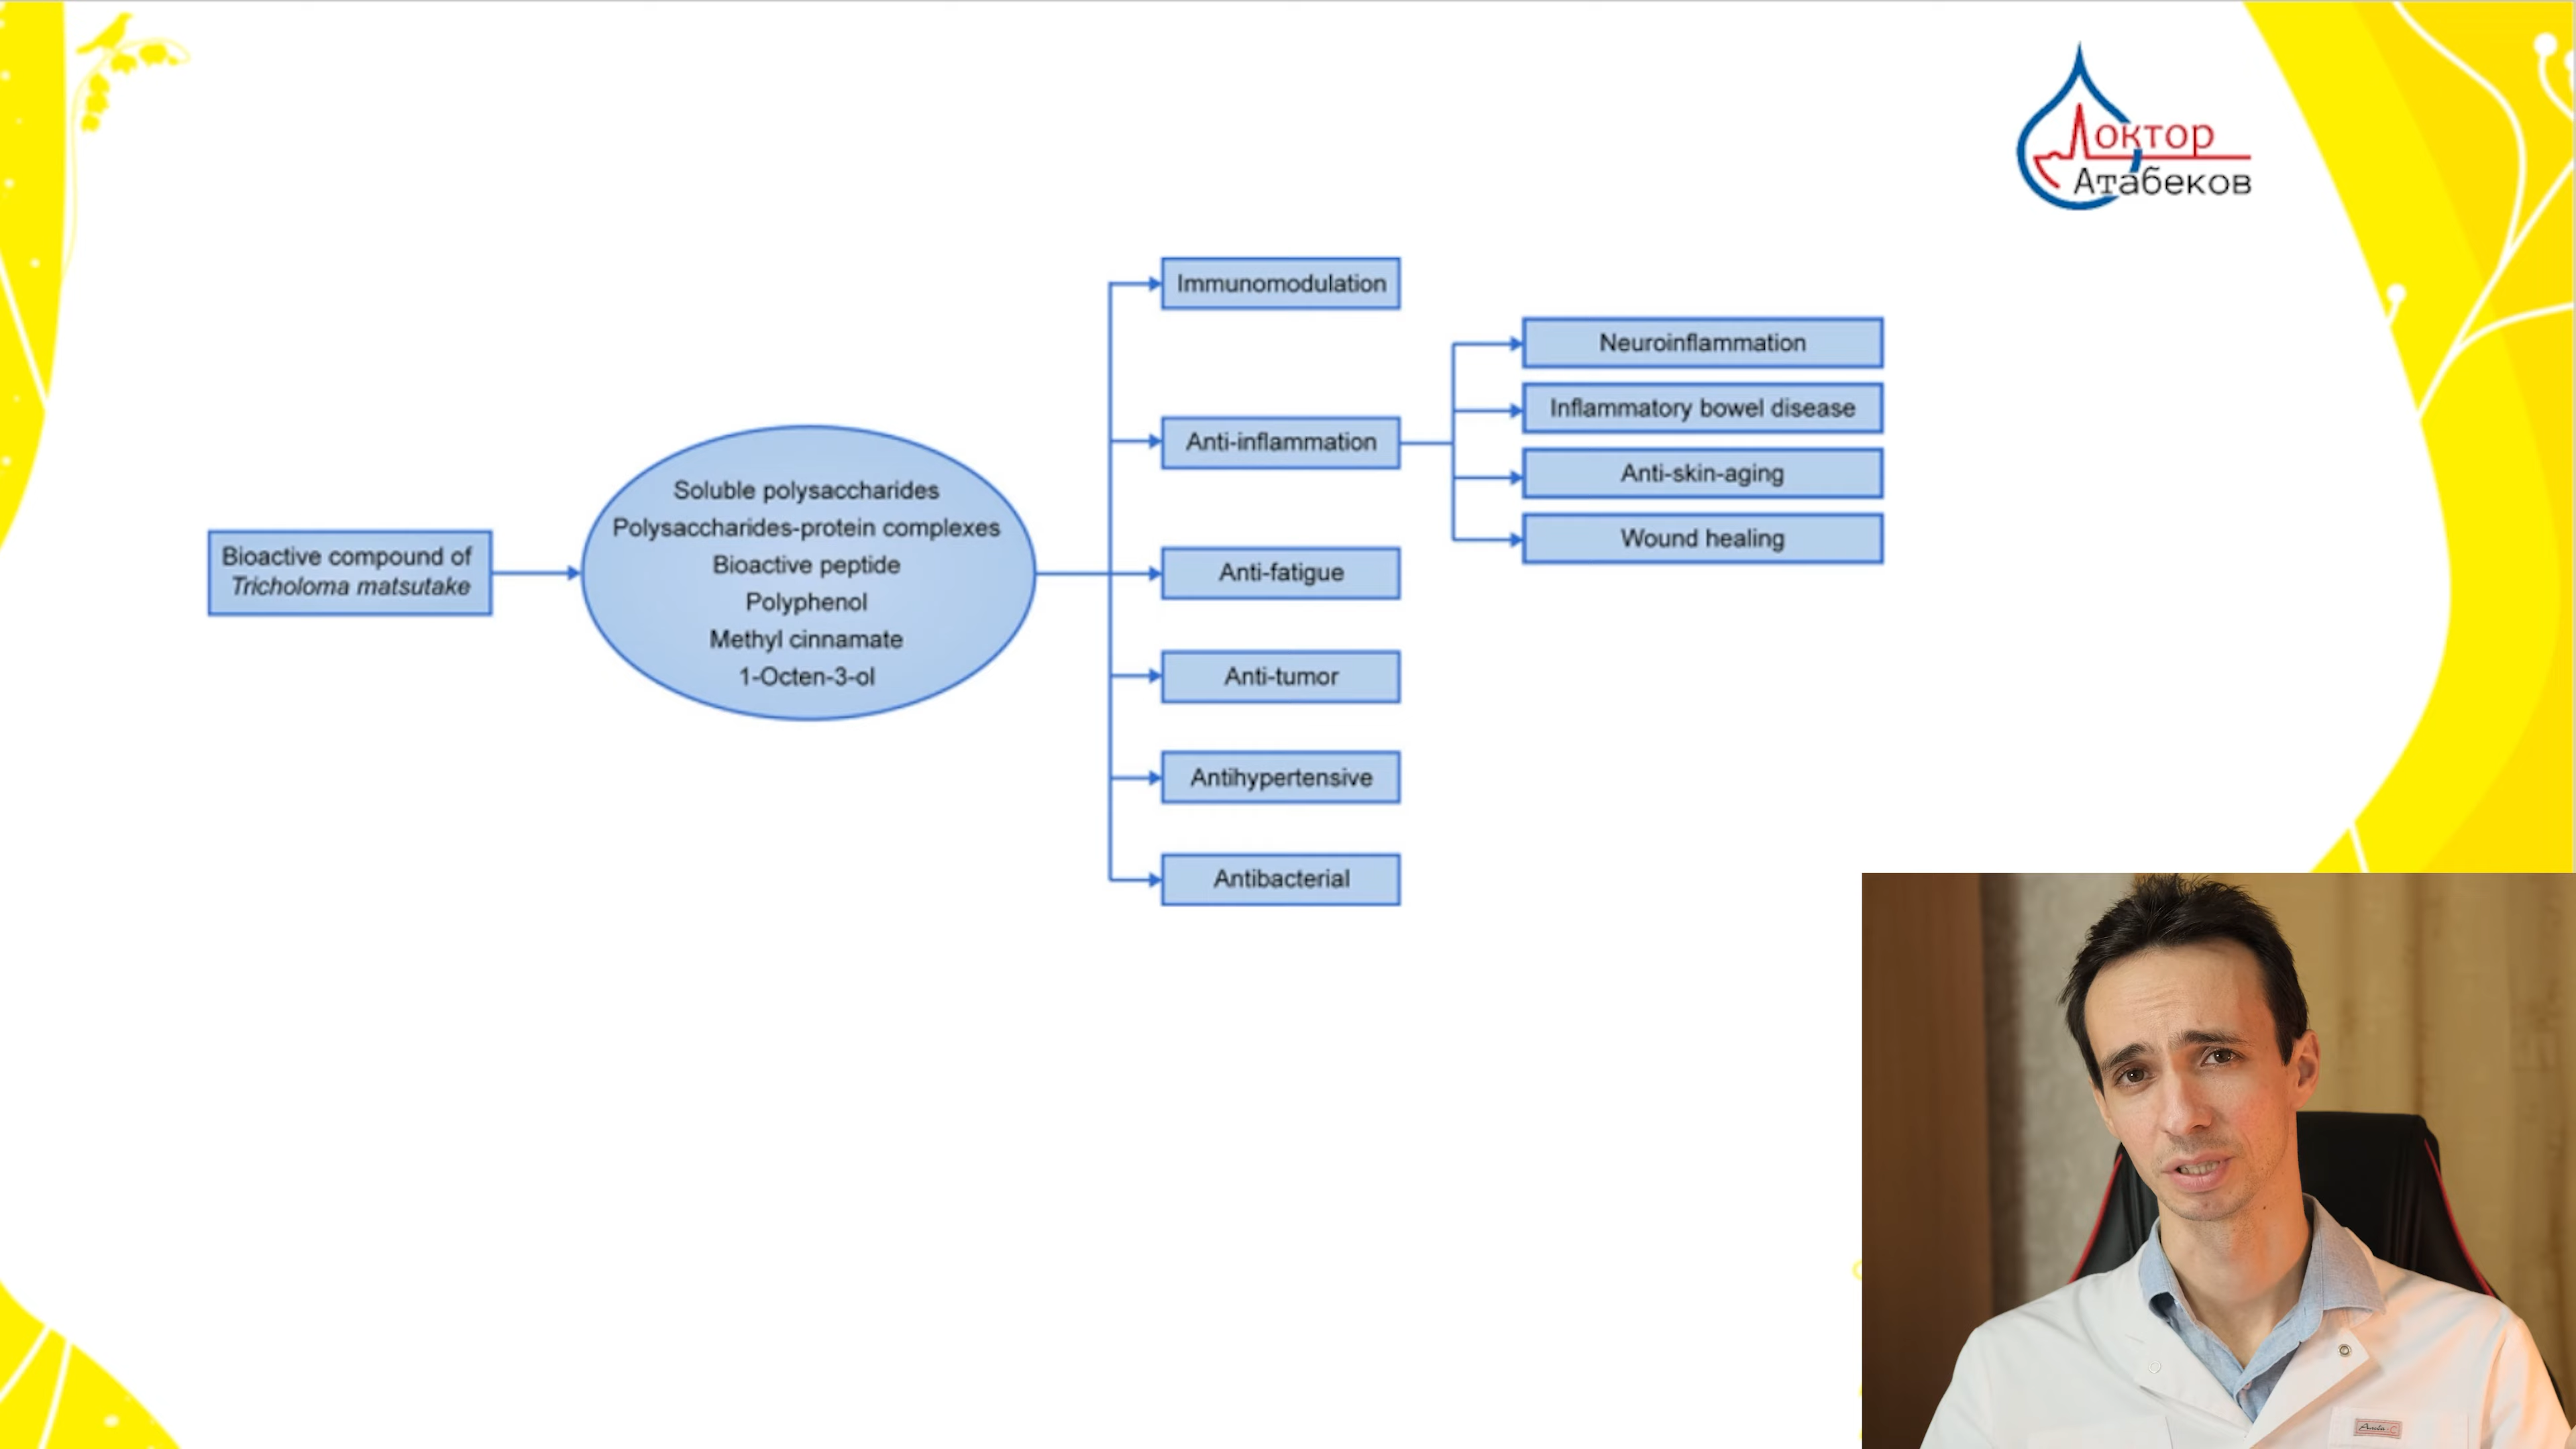 Доктор
Атабеков
Immunomodulation
Neuroinflammation
Inflammatory bowel disease
Anti-inflammation
Anti-skin-aging
Wound healing
Soluble polysaccharides
Polysaccharides-protein complexes
Bioactive peptide
Polyphenol
Methyl cinnamate
1-Octen-3-ol
Bioactive compound of
Tricholoma matsutake
Anti-fatigue
Anti-tumor
Antihypertensive
Antibacterial